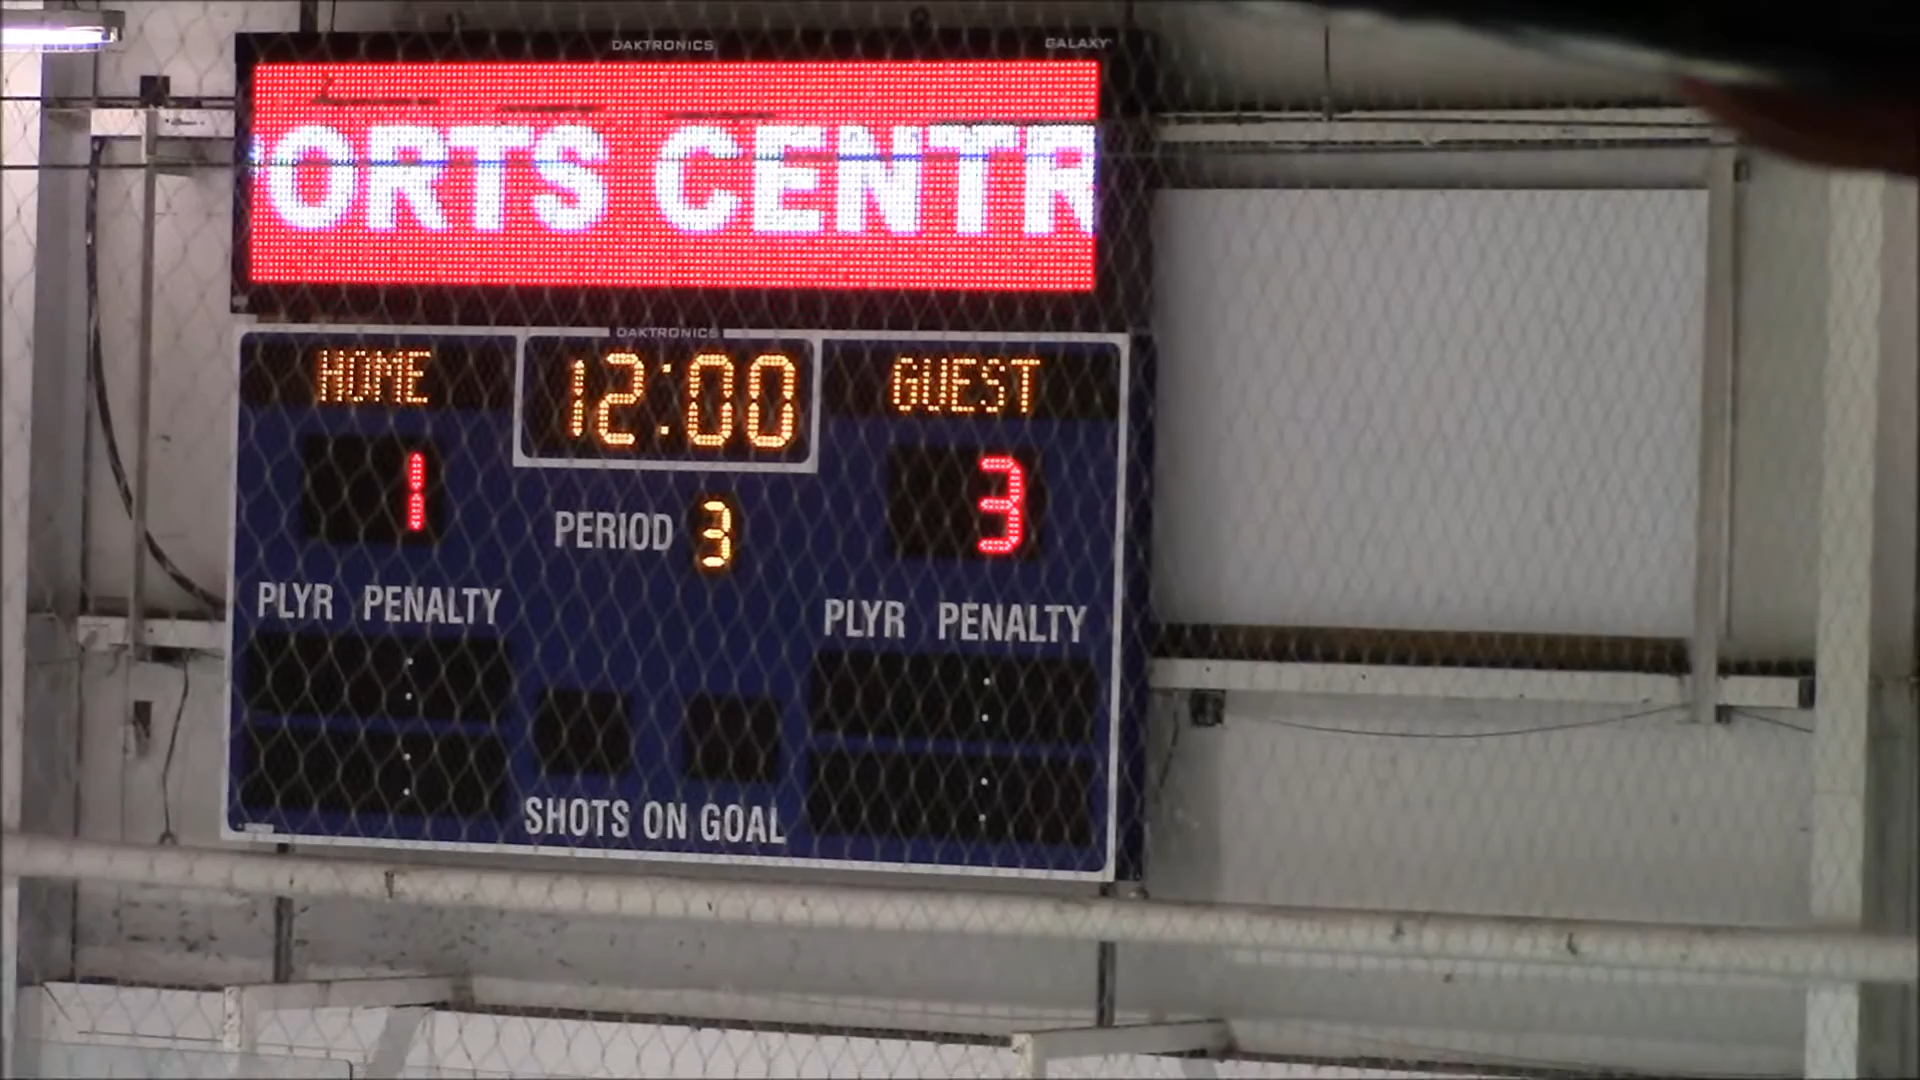 DAKTRONICS GALAXY
ORTS CENTR
DAKTRONICS
HOME 12:00 GUEST
1 PERIOD 3 3
PLYR PENALTY PLYR PENALTY
SHOTS ON GOAL